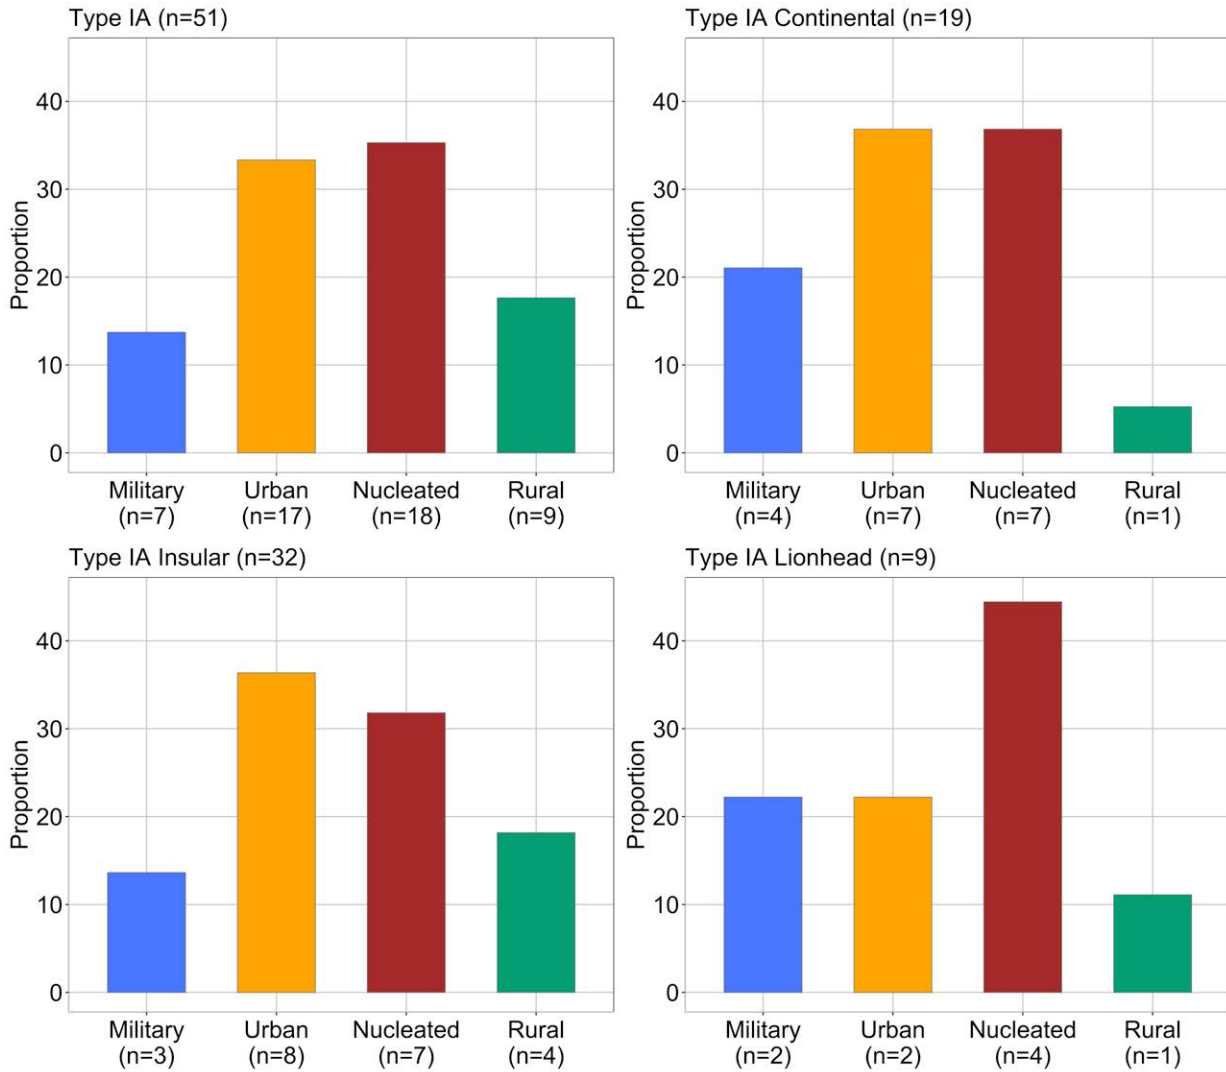 Type IA (n=51)
Proportion
40
30
20
10
0
Military Urban Nucleated Rural
(n=7) (n=17) (n=18) (n=9)
Type IA Continental (n=19)
Proportion
40
30
20
10
0
Military Urban Nucleated Rural
(n=4) (n=7) (n=7) (n=1)
Type IA Insular (n=32)
Proportion
40
30
20
10
0
Military Urban Nucleated Rural
(n=3) (n=8) (n=7) (n=4)
Type IA Lionhead (n=9)
Proportion
40
30
20
10
0
Military Urban Nucleated Rural
(n=2) (n=2) (n=4) (n=1)